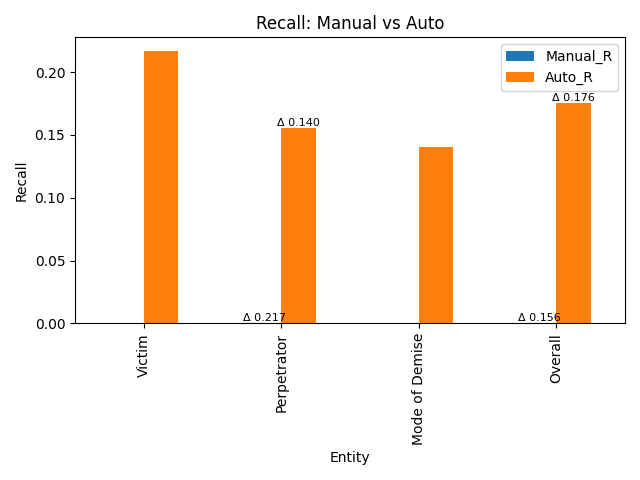 Recall: Manual vs Auto
Manual_R
Auto_R
Recall
0.20
0.15
0.10
0.05
0.00
Δ 0.217
Δ 0.140
Δ 0.156
Δ 0.176
Victim
Perpetrator
Mode of Demise
Overall
Entity